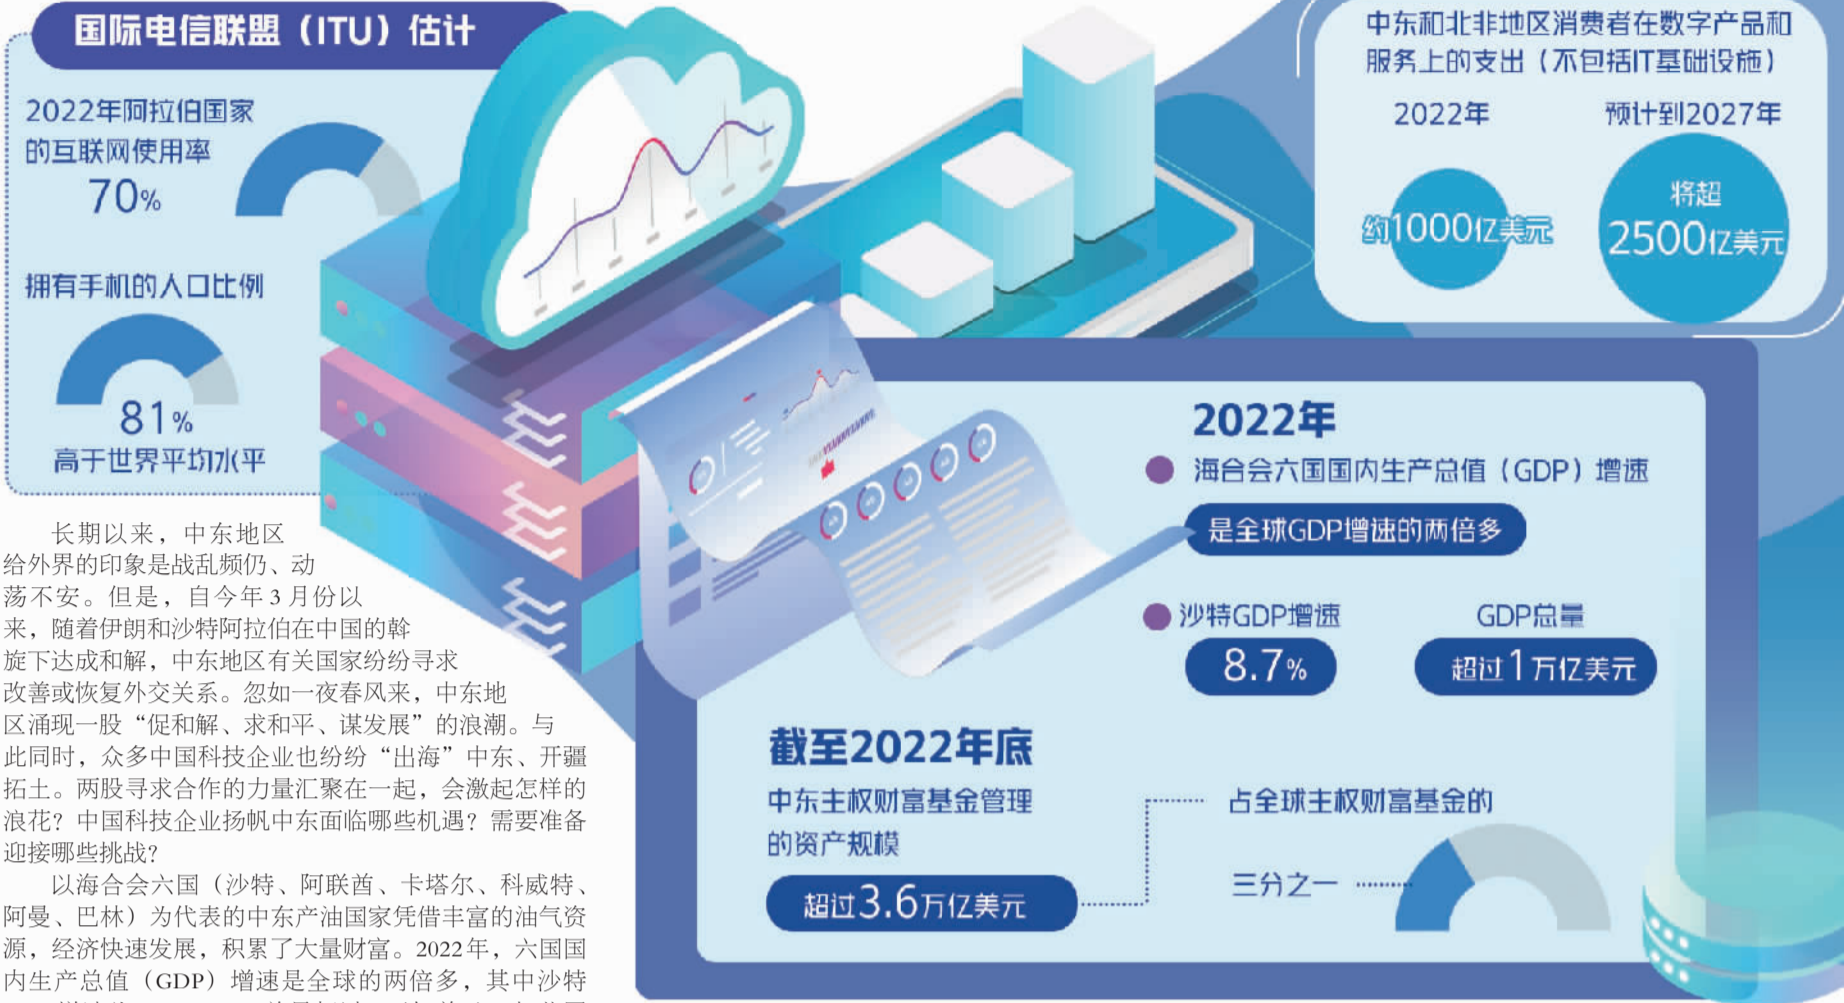 国际电信联盟（ITU）估计
2022年阿拉伯国家
的互联网使用率
70%
拥有手机的人口比例
81%
高于世界平均水平
中东和北非地区消费者在数字产品和
服务上的支出（不包括IT基础设施）
2022年
约1000亿美元
预计到2027年
将超
2500亿美元
2022年
海合会六国国内生产总值（GDP）增速
是全球GDP增速的两倍多
沙特GDP增速
8.7%
GDP总量
超过1万亿美元
截至2022年底
中东主权财富基金管理
的资产规模
超过3.6万亿美元
占全球主权财富基金的
三分之一
长期以来，中东地区
给外界的印象是战乱频仍、动
荡不安。但是，自今年3月份以
来，随着伊朗和沙特阿拉伯在中国的斡
旋下达成和解，中东地区有关国家纷纷寻求
改善或恢复外交关系。忽如一夜春风来，中东地
区涌现一股“促和解、求和平、谋发展”的浪潮。与
此同时，众多中国科技企业也纷纷“出海”中东、开疆
拓土。两股寻求合作的力量汇聚在一起，会激起怎样的
浪花？中国科技企业扬帆中东面临哪些机遇？需要准备
迎接哪些挑战？
以海合会六国（沙特、阿联酋、卡塔尔、科威特、
阿曼、巴林）为代表的中东产油国家凭借丰富的油气资
源，经济快速发展，积累了大量财富。2022年，六国国
内生产总值（GDP）增速是全球的两倍多，其中沙特